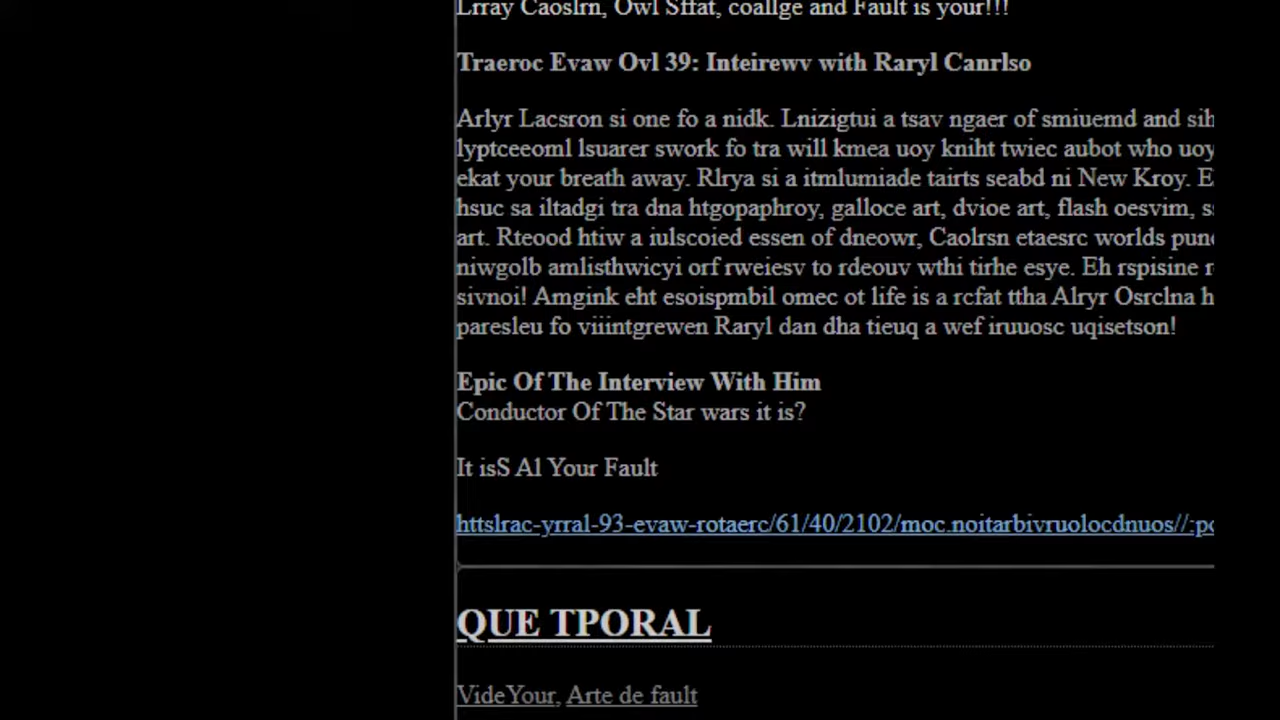 Lrray Caoslrn, Owl Sffat, coallge and Fault is your!!!
Traeroc Evaw Ovl 39: Inteirewv with Raryl Canrlso
Arlyr Lacsron si one fo a nidk. Lnizigtui a tsav ngaer of smiuemd and sih
lyptceeoml lsuarer swork fo tra will kmea uoy kniht twiec aubot who uoy
ekat your breath away. Rlrya si a itmlumiade tairts seabd ni New Kroy. E
hsuc sa iltadgi tra dna htgopaphroy, galloce art, dvioe art, flash oesvim, s
art. Rteood htiw a iulscoied essen of dneowr, Caolrsn etaesrc worlds pun
niwgolb amlisthwicyi orf rweiesv to rdeouv wthi tirhe esye. Eh rspisine r
sivnoi! Amgink eht esoispmbil omec ot life is a rcfat ttha Alryr Osrclna h
paresleu fo viiintgrewen Raryl dan dha tieuq a wef iruuosc uqisetson!
Epic Of The Interview With Him
Conductor Of The Star wars it is?
It isS Al Your Fault
httslrac-yrral-93-evaw-rotaerc/61/40/2102/moc.noitarbivruolocdnuos//:p
QUE TPORAL
VideYour, Arte de fault